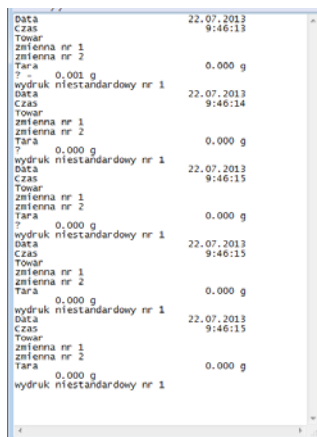 Data 22.07.2013
Czas 9:46:13
Towar
zmienna nr 1
zmienna nr 2
Tara 0.000 g
? - 0.001 g
wydruk niestandardowy nr 1
Data 22.07.2013
Czas 9:46:14
Towar
zmienna nr 1
zmienna nr 2
Tara 0.000 g
? 0.000 g
wydruk niestandardowy nr 1
Data 22.07.2013
Czas 9:46:15
Towar
zmienna nr 1
zmienna nr 2
Tara 0.000 g
? 0.000 g
wydruk niestandardowy nr 1
Data 22.07.2013
Czas 9:46:15
Towar
zmienna nr 1
zmienna nr 2
Tara 0.000 g
0.000 g
wydruk niestandardowy nr 1
Data 22.07.2013
Czas 9:46:15
Towar
zmienna nr 1
zmienna nr 2
Tara 0.000 g
0.000 g
wydruk niestandardowy nr 1